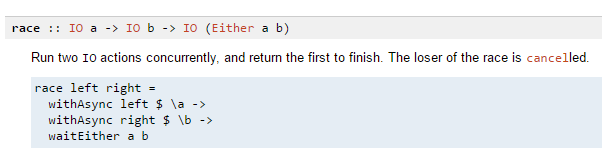 race :: IO a -> IO b -> IO (Either a b)
Run two IO actions concurrently, and return the first to finish. The loser of the race is cancelled.
race left right =
  withAsync left $ \a ->
  withAsync right $ \b ->
  waitEither a b